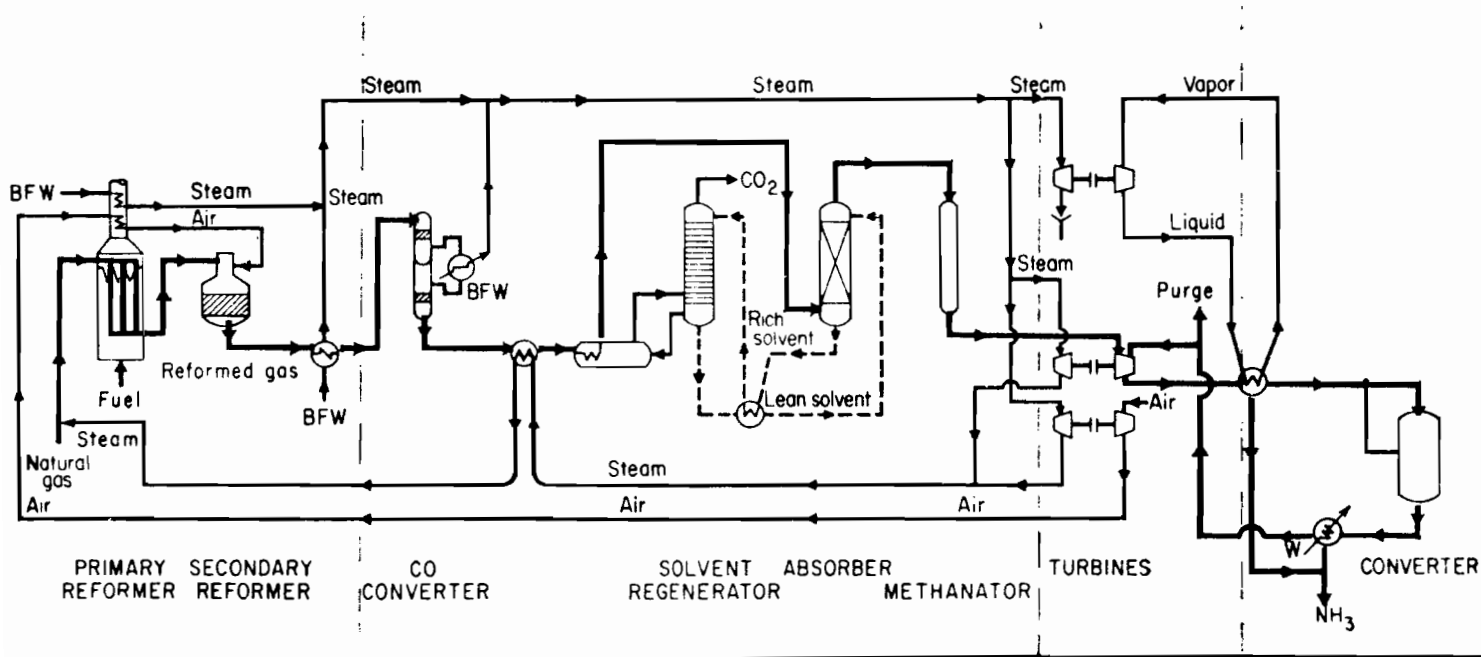 Steam
Steam
Steam
Vapor
BFW
Steam
Steam
Air
CO2
Liquid
BFW
Steam
Purge
Rich
solvent
Reformed gas
Fuel
BFW
Lean solvent
Air
Steam
Natural
gas
Steam
Air
Air
Air
W
PRIMARY
REFORMER
SECONDARY
REFORMER
CO
CONVERTER
SOLVENT
REGENERATOR
ABSORBER
METHANATOR
TURBINES
CONVERTER
NH3